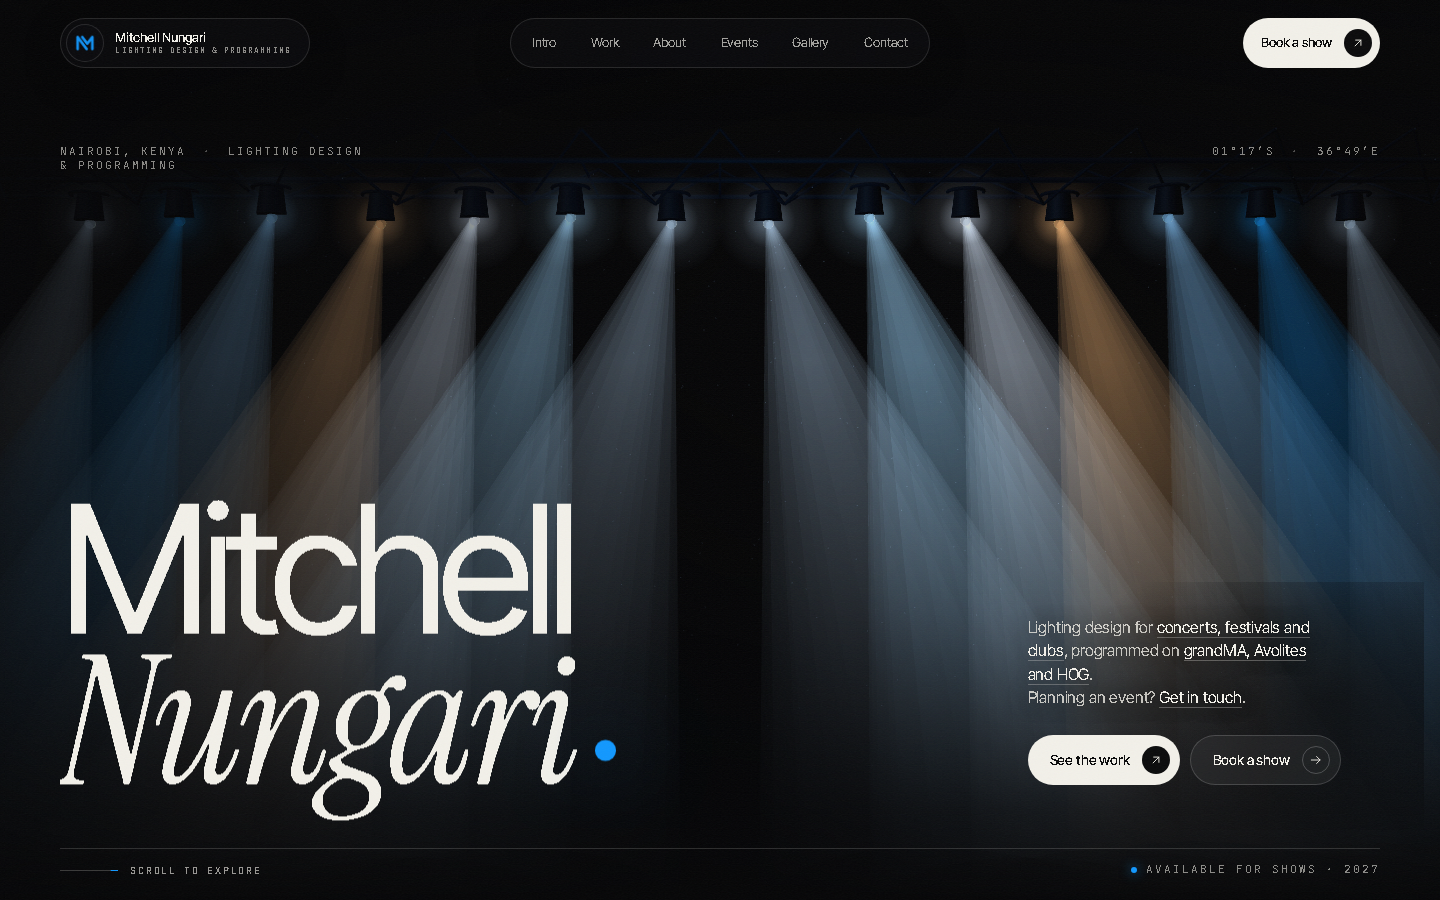 Mitchell Nungari
LIGHTING DESIGN & PROGRAMMING
Intro
Work
About
Events
Gallery
Contact
Book a show
NAIROBI, KENYA · LIGHTING DESIGN
& PROGRAMMING
01°17′S · 36°49′E
Mitchell
Nungari
Lighting design for concerts, festivals and
clubs, programmed on grandMA, Avolites
and HOG.
Planning an event? Get in touch.
See the work
Book a show
SCROLL TO EXPLORE
AVAILABLE FOR SHOWS · 2027